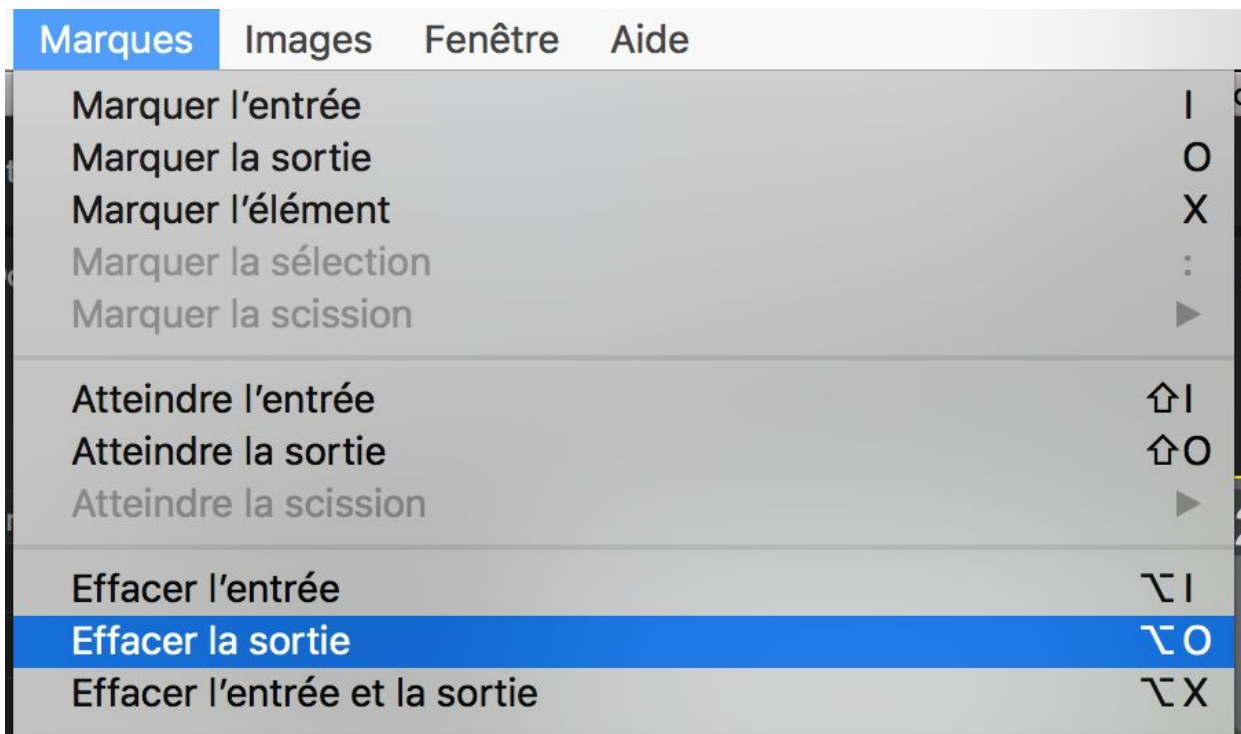 Marques Images Fenêtre Aide
Marquer l’entrée I
Marquer la sortie O
Marquer l’élément X
Marquer la sélection :
Marquer la scission ▶
Atteindre l’entrée ⇧I
Atteindre la sortie ⇧O
Atteindre la scission ▶
Effacer l’entrée ⌥I
Effacer la sortie ⌥O
Effacer l’entrée et la sortie ⌥X